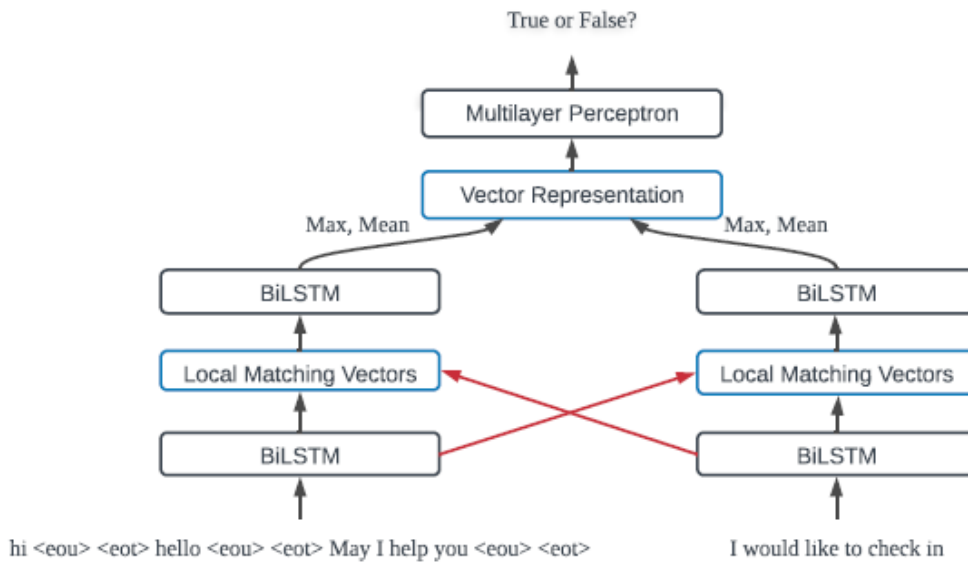 True or False?
Multilayer Perceptron
Vector Representation
Max, Mean
Max, Mean
BiLSTM
BiLSTM
Local Matching Vectors
Local Matching Vectors
BiLSTM
BiLSTM
hi <eou> <eot> hello <eou> <eot> May I help you <eou> <eot>
I would like to check in